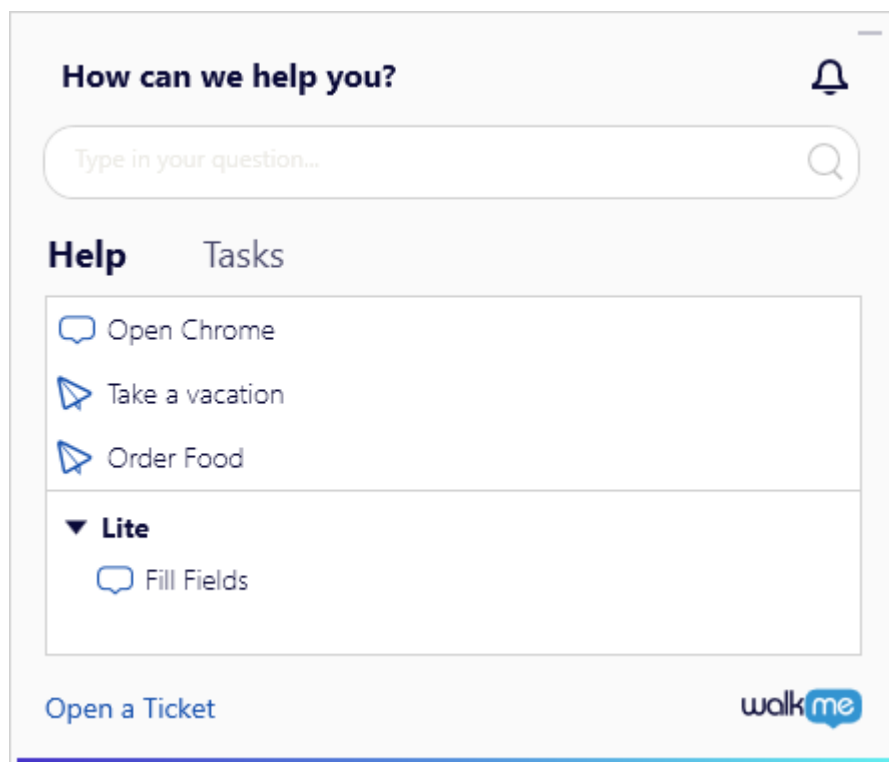 How can we help you?
Type in your question...
Help Tasks
Open Chrome
Take a vacation
Order Food
Lite
Fill Fields
Open a Ticket
walkme